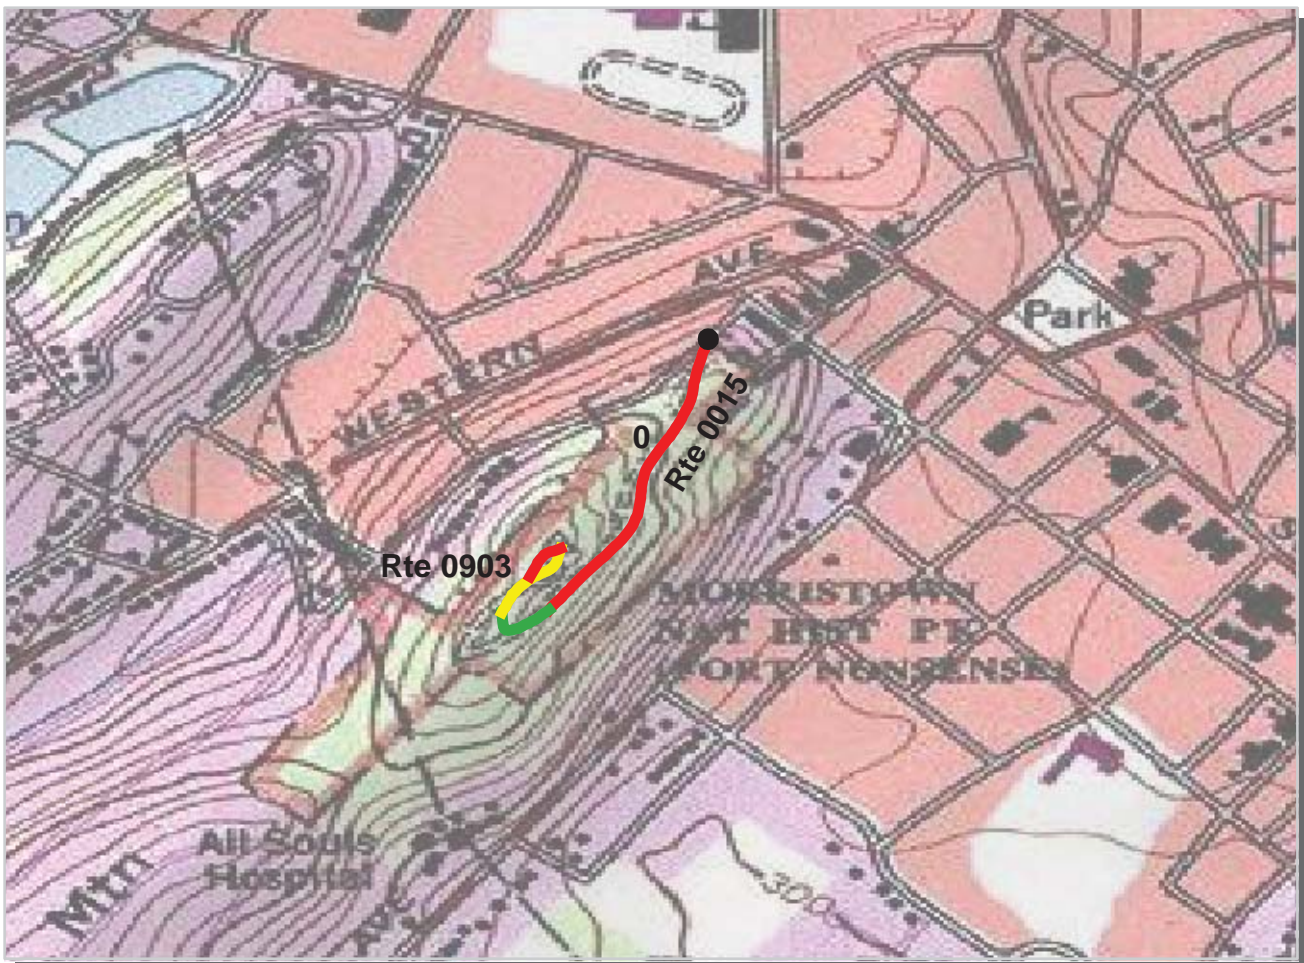 AVE
Park
WESTERN
Rte 0015
0
Rte 0903
MORRISTOWN
NAT HIST PK
(FORT NONSENSE)
All Souls
Hospital
Mtn
300
AVE